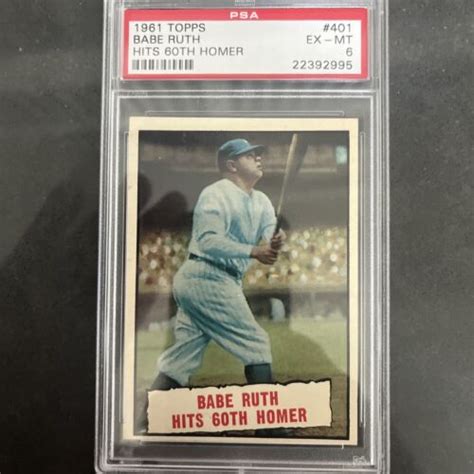 PSA
1961 TOPPS #401
BABE RUTH EX-MT
HITS 60TH HOMER 6
22392995
BABE RUTH
HITS 60TH HOMER